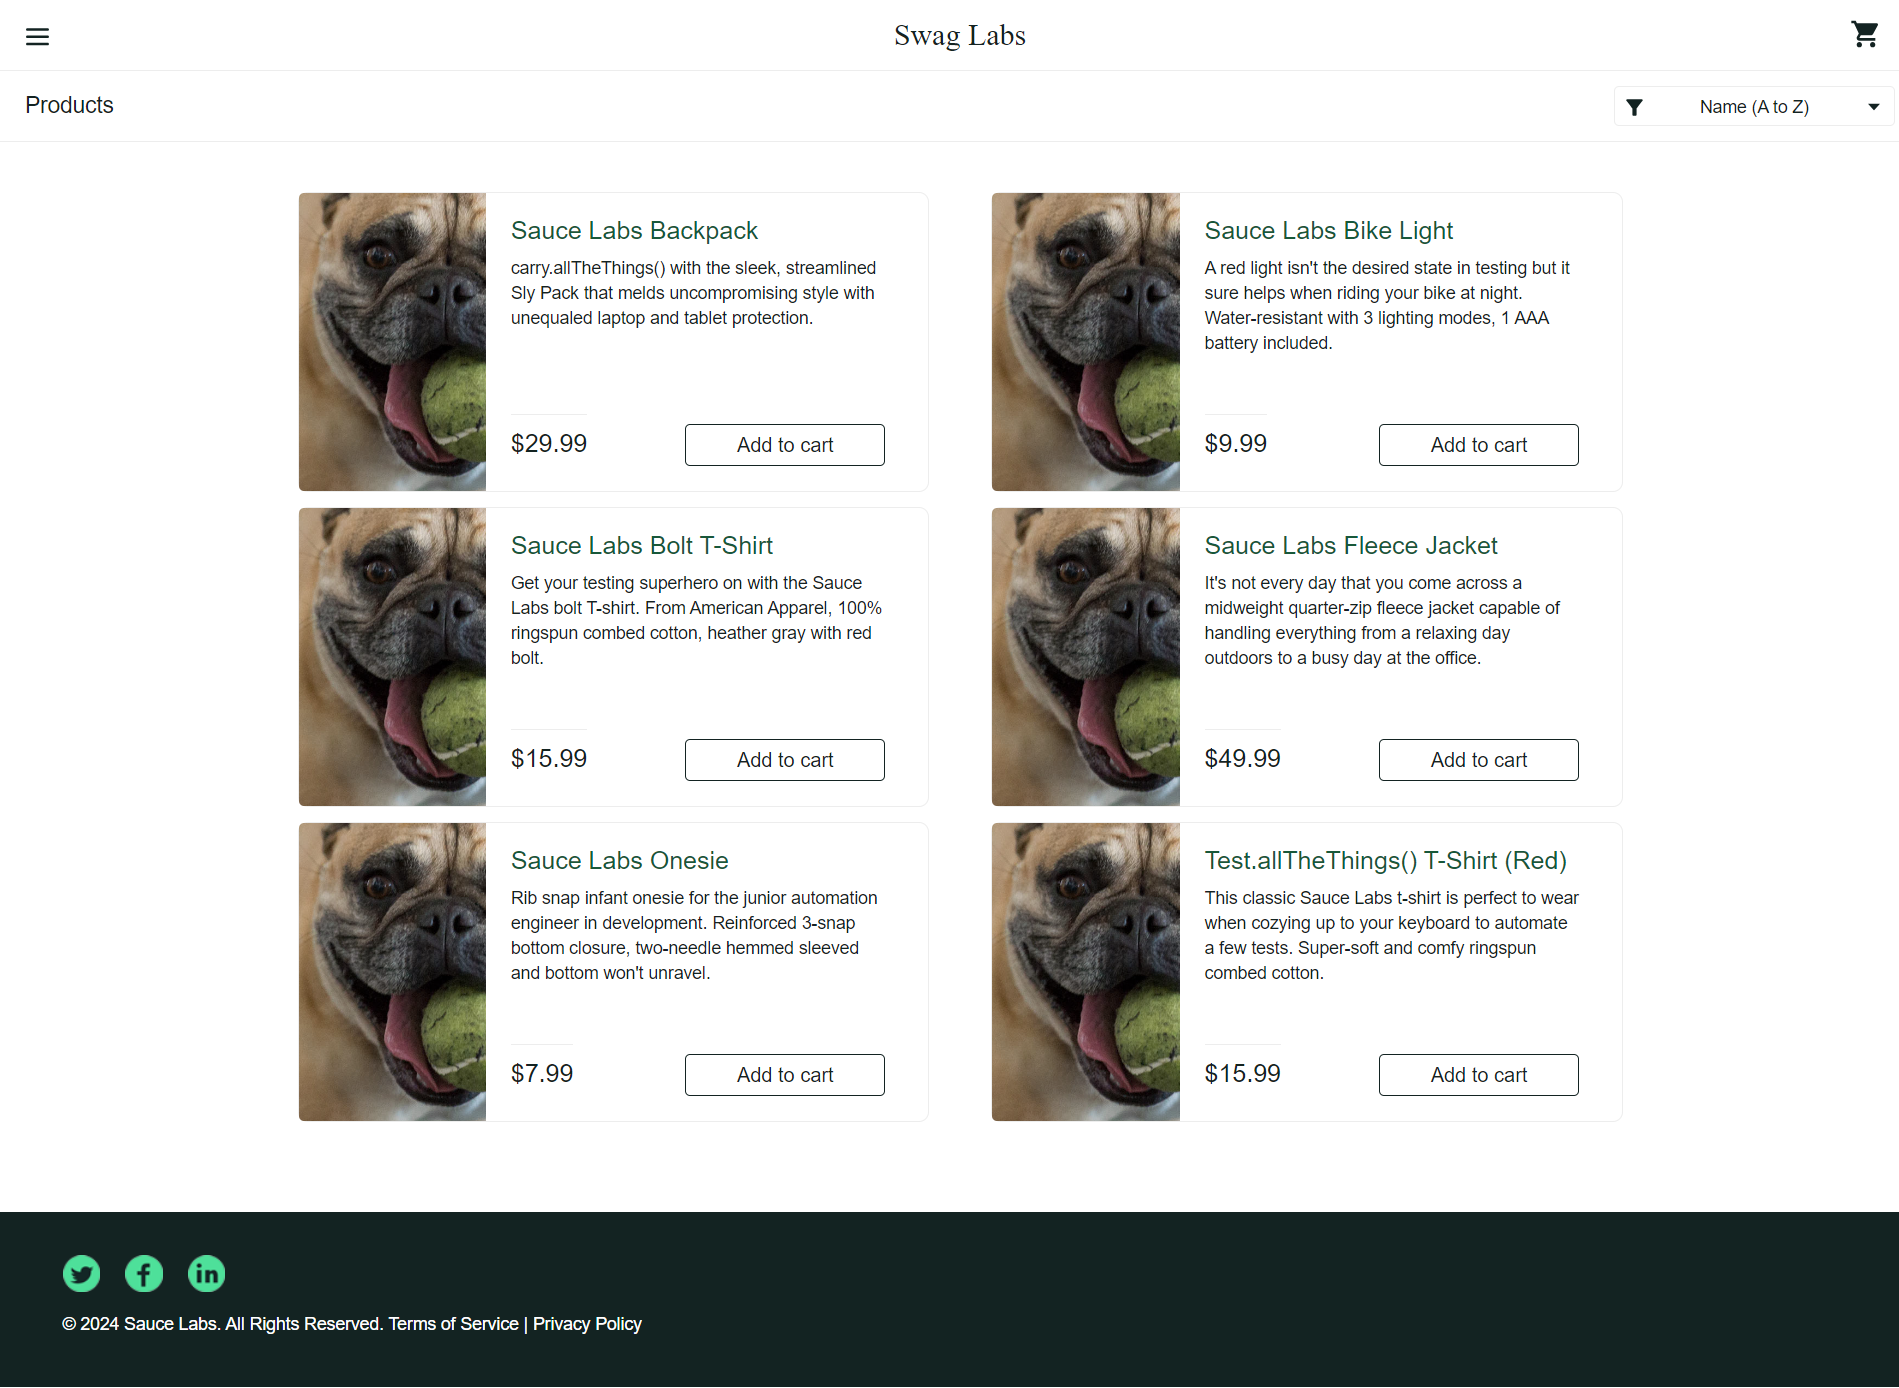 Swag Labs
Products
Name (A to Z)
Sauce Labs Backpack
carry.allTheThings() with the sleek, streamlined
Sly Pack that melds uncompromising style with
unequaled laptop and tablet protection.
$29.99
Add to cart
Sauce Labs Bike Light
A red light isn't the desired state in testing but it
sure helps when riding your bike at night.
Water-resistant with 3 lighting modes, 1 AAA
battery included.
$9.99
Add to cart
Sauce Labs Bolt T-Shirt
Get your testing superhero on with the Sauce
Labs bolt T-shirt. From American Apparel, 100%
ringspun combed cotton, heather gray with red
bolt.
$15.99
Add to cart
Sauce Labs Fleece Jacket
It's not every day that you come across a
midweight quarter-zip fleece jacket capable of
handling everything from a relaxing day
outdoors to a busy day at the office.
$49.99
Add to cart
Sauce Labs Onesie
Rib snap infant onesie for the junior automation
engineer in development. Reinforced 3-snap
bottom closure, two-needle hemmed sleeved
and bottom won't unravel.
$7.99
Add to cart
Test.allTheThings() T-Shirt (Red)
This classic Sauce Labs t-shirt is perfect to wear
when cozying up to your keyboard to automate
a few tests. Super-soft and comfy ringspun
combed cotton.
$15.99
Add to cart
© 2024 Sauce Labs. All Rights Reserved. Terms of Service | Privacy Policy